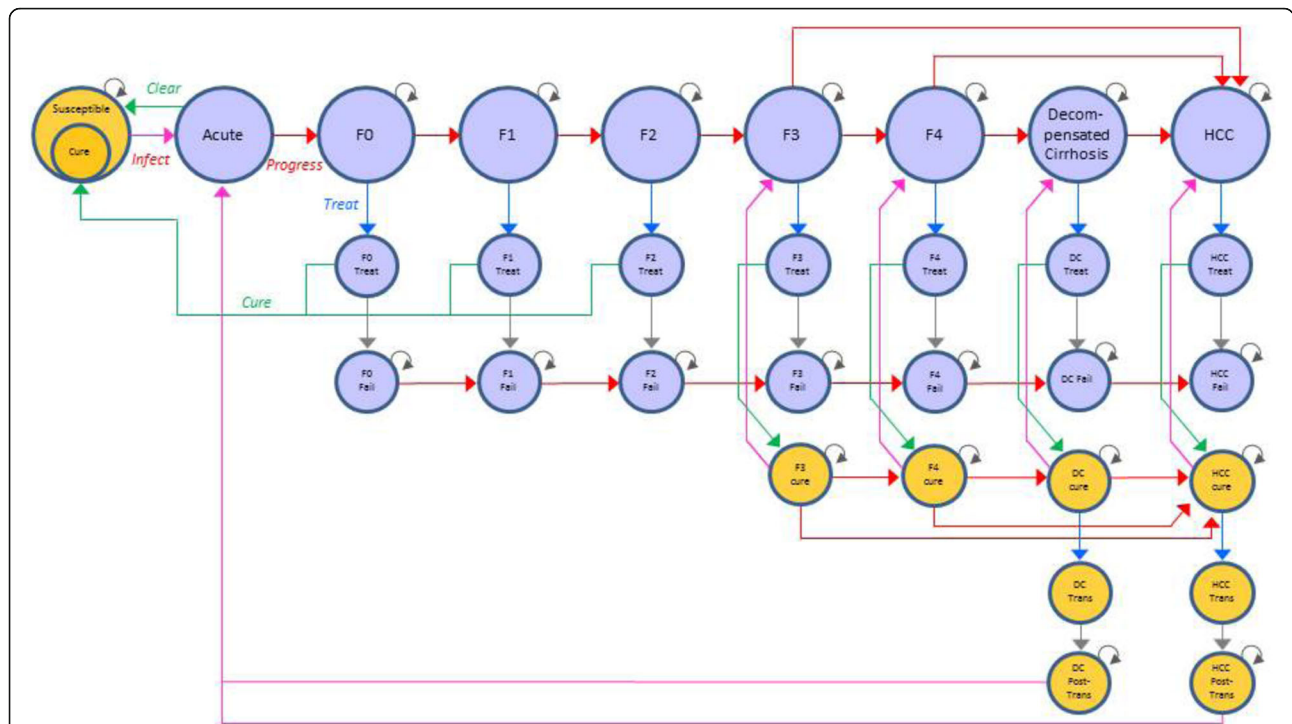 Susceptible
Cure
Clear
Infect
Acute
Progress
F0
F1
F2
F3
F4
Decom-
pensated
Cirrhosis
HCC
Treat
F0
Treat
F1
Treat
F2
Treat
F3
Treat
F4
Treat
DC
Treat
HCC
Treat
Cure
F0
Fail
F1
Fail
F2
Fail
F3
Fail
F4
Fail
DC Fail
HCC
Fail
F3
cure
F4
cure
DC
cure
HCC
cure
DC
Trans
HCC
Trans
DC
Post-
Trans
HCC
Post-
Trans